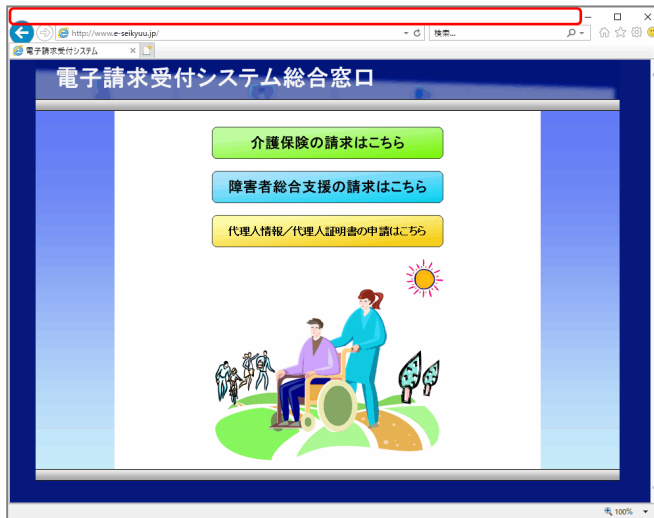 http://www.e-seikyuu.jp/
検索...
電子請求受付システム
電子請求受付システム総合窓口
介護保険の請求はこちら
障害者総合支援の請求はこちら
代理人情報／代理人証明書の申請はこちら
100%